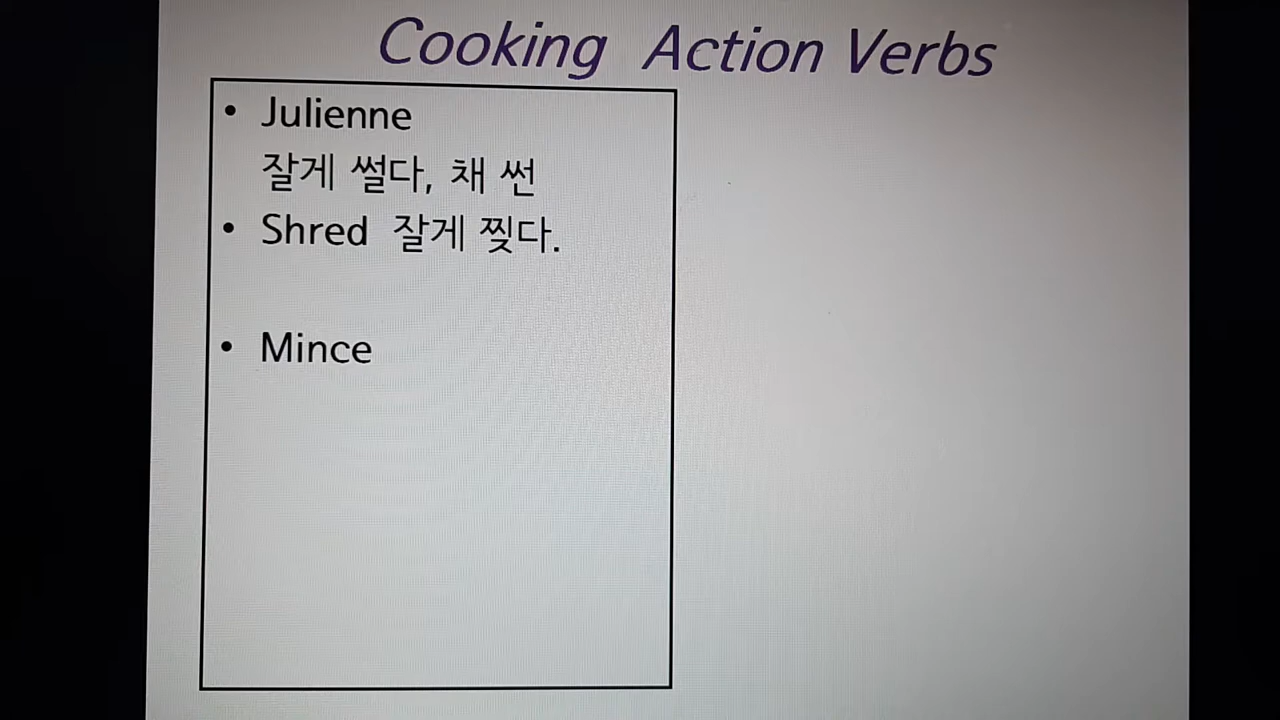 Cooking Action Verbs
• Julienne
잘게 썰다, 채 썬
• Shred 잘게 찢다.
• Mince